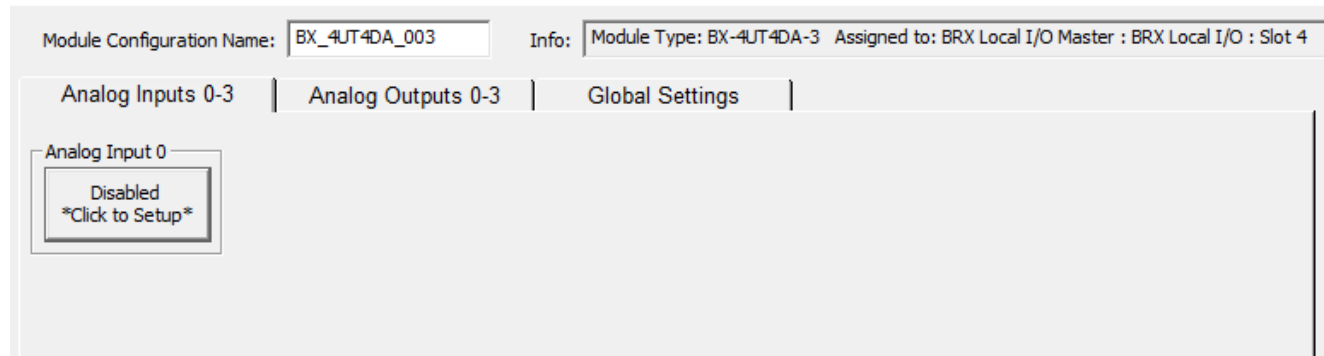 Module Configuration Name: BX_4UT4DA_003 Info: Module Type: BX-4UT4DA-3 Assigned to: BRX Local I/O Master : BRX Local I/O : Slot 4
Analog Inputs 0-3 Analog Outputs 0-3 Global Settings
Analog Input 0
Disabled
*Click to Setup*